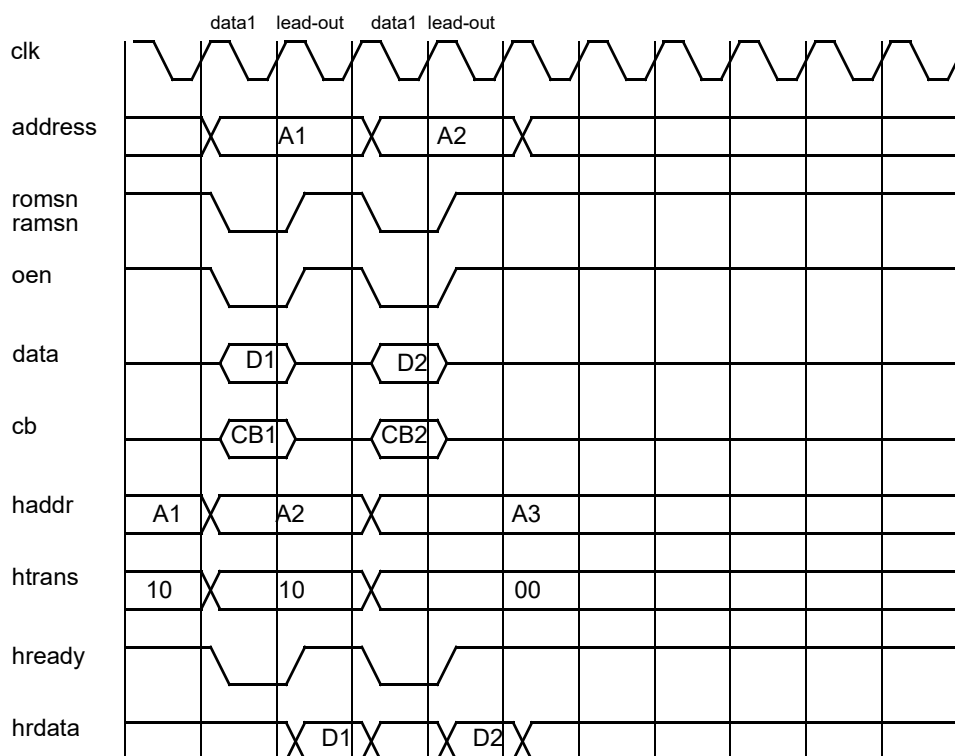 data1 lead-out data1 lead-out
clk
address A1 A2
romsn
ramsn
oen
data D1 D2
cb CB1 CB2
haddr A1 A2 A3
htrans 10 10 00
hready
hrdata D1 D2